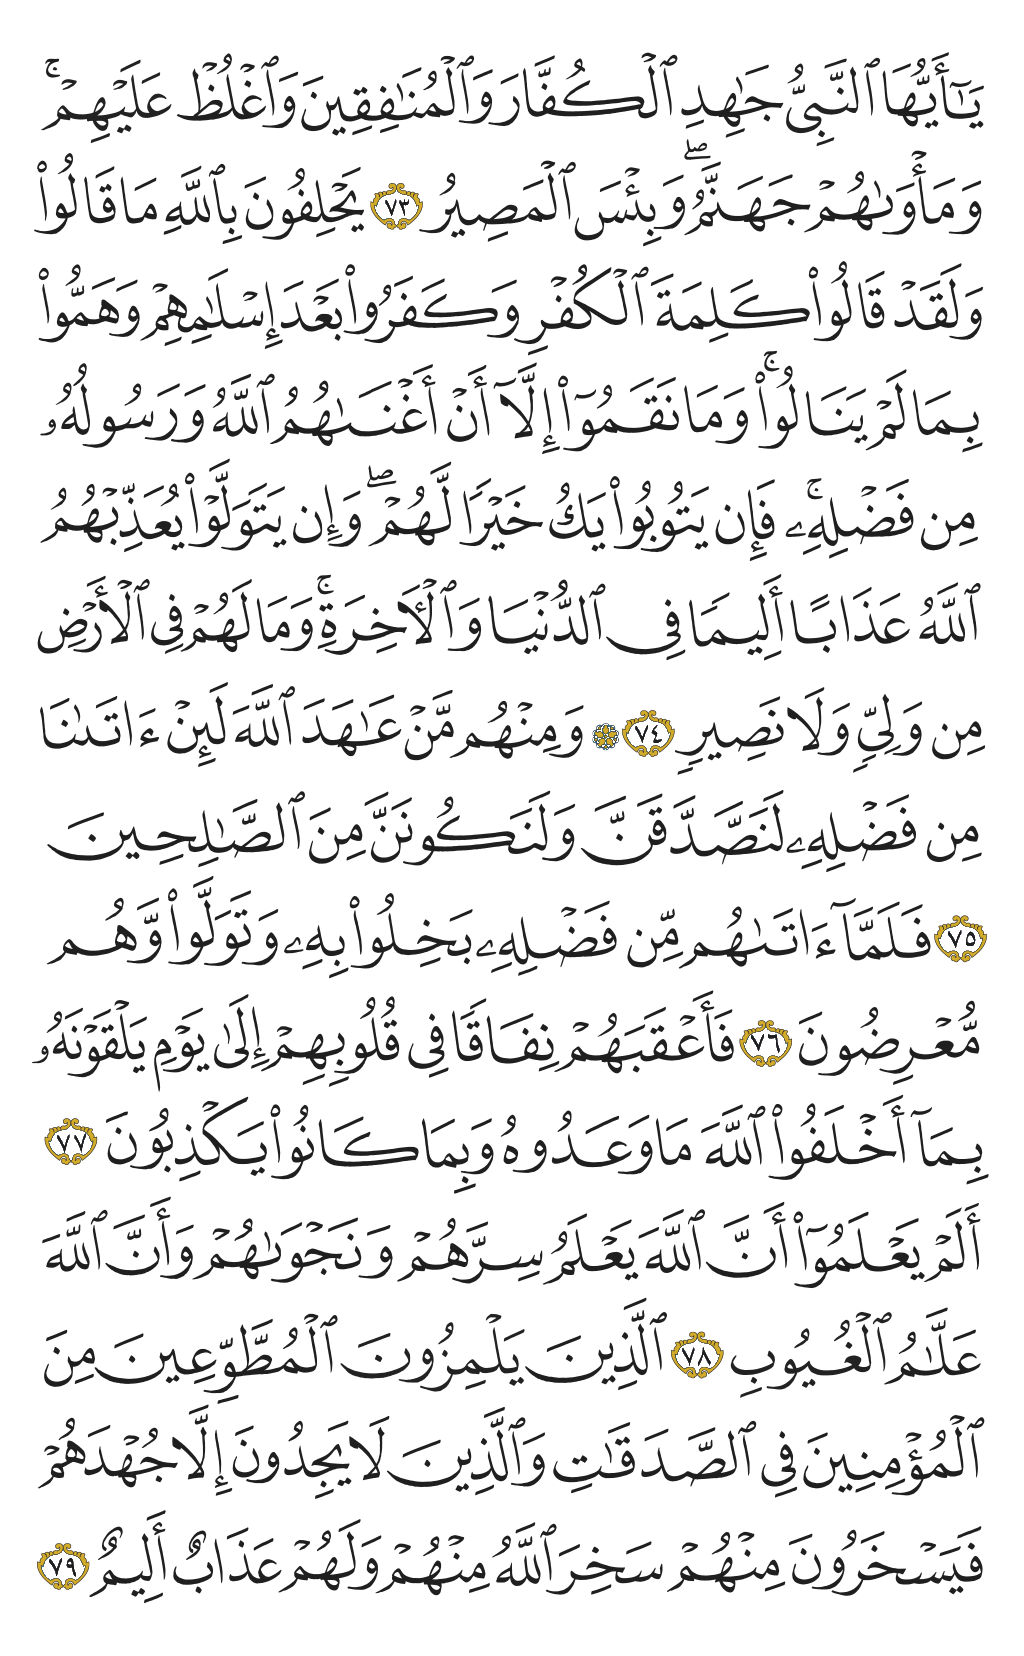 يَـٰٓأَيُّهَا ٱلنَّبِىُّ جَـٰهِدِ ٱلْكُفَّارَ وَٱلْمُنَـٰفِقِينَ وَٱغْلُظْ عَلَيْهِمْۚ
وَمَأْوَىٰهُمْ جَهَنَّمُۖ وَبِئْسَ ٱلْمَصِيرُ ٧٣ يَحْلِفُونَ بِٱللَّهِ مَا قَالُوا۟
وَلَقَدْ قَالُوا۟ كَلِمَةَ ٱلْكُفْرِ وَكَفَرُوا۟ بَعْدَ إِسْلَـٰمِهِمْ وَهَمُّوا۟
بِمَا لَمْ يَنَالُوا۟ۚ وَمَا نَقَمُوٓا۟ إِلَّآ أَنْ أَغْنَىٰهُمُ ٱللَّهُ وَرَسُولُهُۥ
مِن فَضْلِهِۦۚ فَإِن يَتُوبُوا۟ يَكُ خَيْرًا لَّهُمْۖ وَإِن يَتَوَلَّوْا۟ يُعَذِّبْهُمُ
ٱللَّهُ عَذَابًا أَلِيمًا فِى ٱلدُّنْيَا وَٱلْـَٔاخِرَةِۚ وَمَا لَهُمْ فِى ٱلْأَرْضِ
مِن وَلِىٍّ وَلَا نَصِيرٍ ٧٤ ۞ وَمِنْهُم مَّنْ عَـٰهَدَ ٱللَّهَ لَئِنْ ءَاتَىٰنَا
مِن فَضْلِهِۦ لَنَصَّدَّقَنَّ وَلَنَكُونَنَّ مِنَ ٱلصَّـٰلِحِينَ
٧٥ فَلَمَّآ ءَاتَىٰهُم مِّن فَضْلِهِۦ بَخِلُوا۟ بِهِۦ وَتَوَلَّوا۟ وَّهُم
مُّعْرِضُونَ ٧٦ فَأَعْقَبَهُمْ نِفَاقًا فِى قُلُوبِهِمْ إِلَىٰ يَوْمِ يَلْقَوْنَهُۥ
بِمَآ أَخْلَفُوا۟ ٱللَّهَ مَا وَعَدُوهُ وَبِمَا كَانُوا۟ يَكْذِبُونَ ٧٧
أَلَمْ يَعْلَمُوٓا۟ أَنَّ ٱللَّهَ يَعْلَمُ سِرَّهُمْ وَنَجْوَىٰهُمْ وَأَنَّ ٱللَّهَ
عَلَّـٰمُ ٱلْغُيُوبِ ٧٨ ٱلَّذِينَ يَلْمِزُونَ ٱلْمُطَّوِّعِينَ مِنَ
ٱلْمُؤْمِنِينَ فِى ٱلصَّدَقَـٰتِ وَٱلَّذِينَ لَا يَجِدُونَ إِلَّا جُهْدَهُمْ
فَيَسْخَرُونَ مِنْهُمْ سَخِرَ ٱللَّهُ مِنْهُمْ وَلَهُمْ عَذَابٌ أَلِيمٌ ٧٩